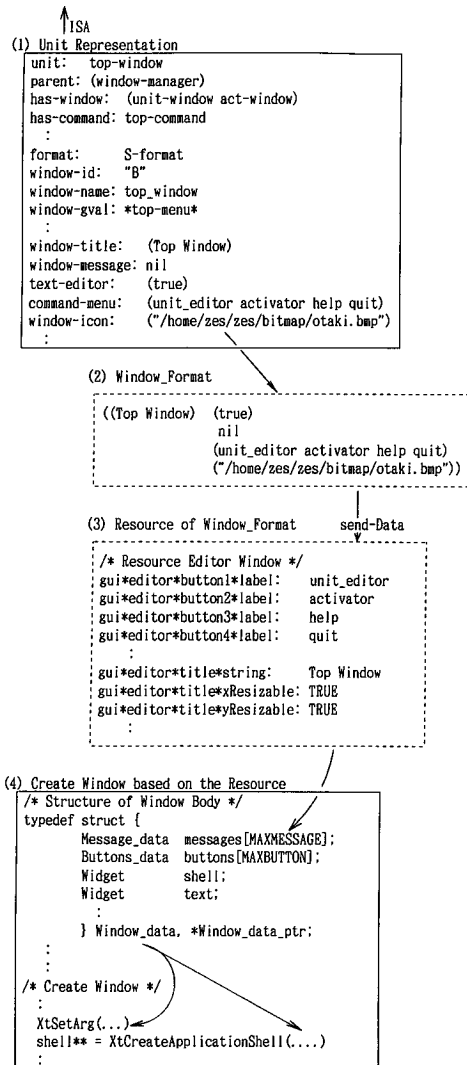 ISA
(1) Unit Representation
unit: top-window
parent: (window-manager)
has-window: (unit-window act-window)
has-command: top-command
:
format: S-format
window-id: "B"
window-name: top_window
window-gval: *top-menu*
:
window-title: (Top Window)
window-message: nil
text-editor: (true)
command-menu: (unit_editor activator help quit)
window-icon: ("/home/zes/zes/bitmap/otaki.bmp")
:
(2) Window_Format
((Top Window) (true)
nil
(unit_editor activator help quit)
("/home/zes/zes/bitmap/otaki.bmp"))
(3) Resource of Window_Format send-Data
/* Resource Editor Window */
gui*editor*button1*label: unit_editor
gui*editor*button2*label: activator
gui*editor*button3*label: help
gui*editor*button4*label: quit
:
gui*editor*title*string: Top Window
gui*editor*title*xResizable: TRUE
gui*editor*title*yResizable: TRUE
:
(4) Create Window based on the Resource
/* Structure of Window Body */
typedef struct {
Message_data messages[MAXMESSAGE];
Buttons_data buttons[MAXBUTTON];
Widget shell;
Widget text;
:
} Window_data, *Window_data_ptr;
:
:
/* Create Window */
:
XtSetArg(...)
shell** = XtCreateApplicationShell(....)
: